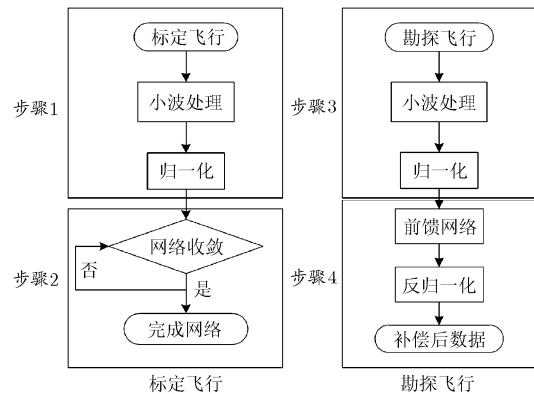 标定飞行
步骤1
小波处理
归一化
步骤2
网络收敛
否
是
完成网络
标定飞行
勘探飞行
步骤3
小波处理
归一化
步骤4
前馈网络
反归一化
补偿后数据
勘探飞行